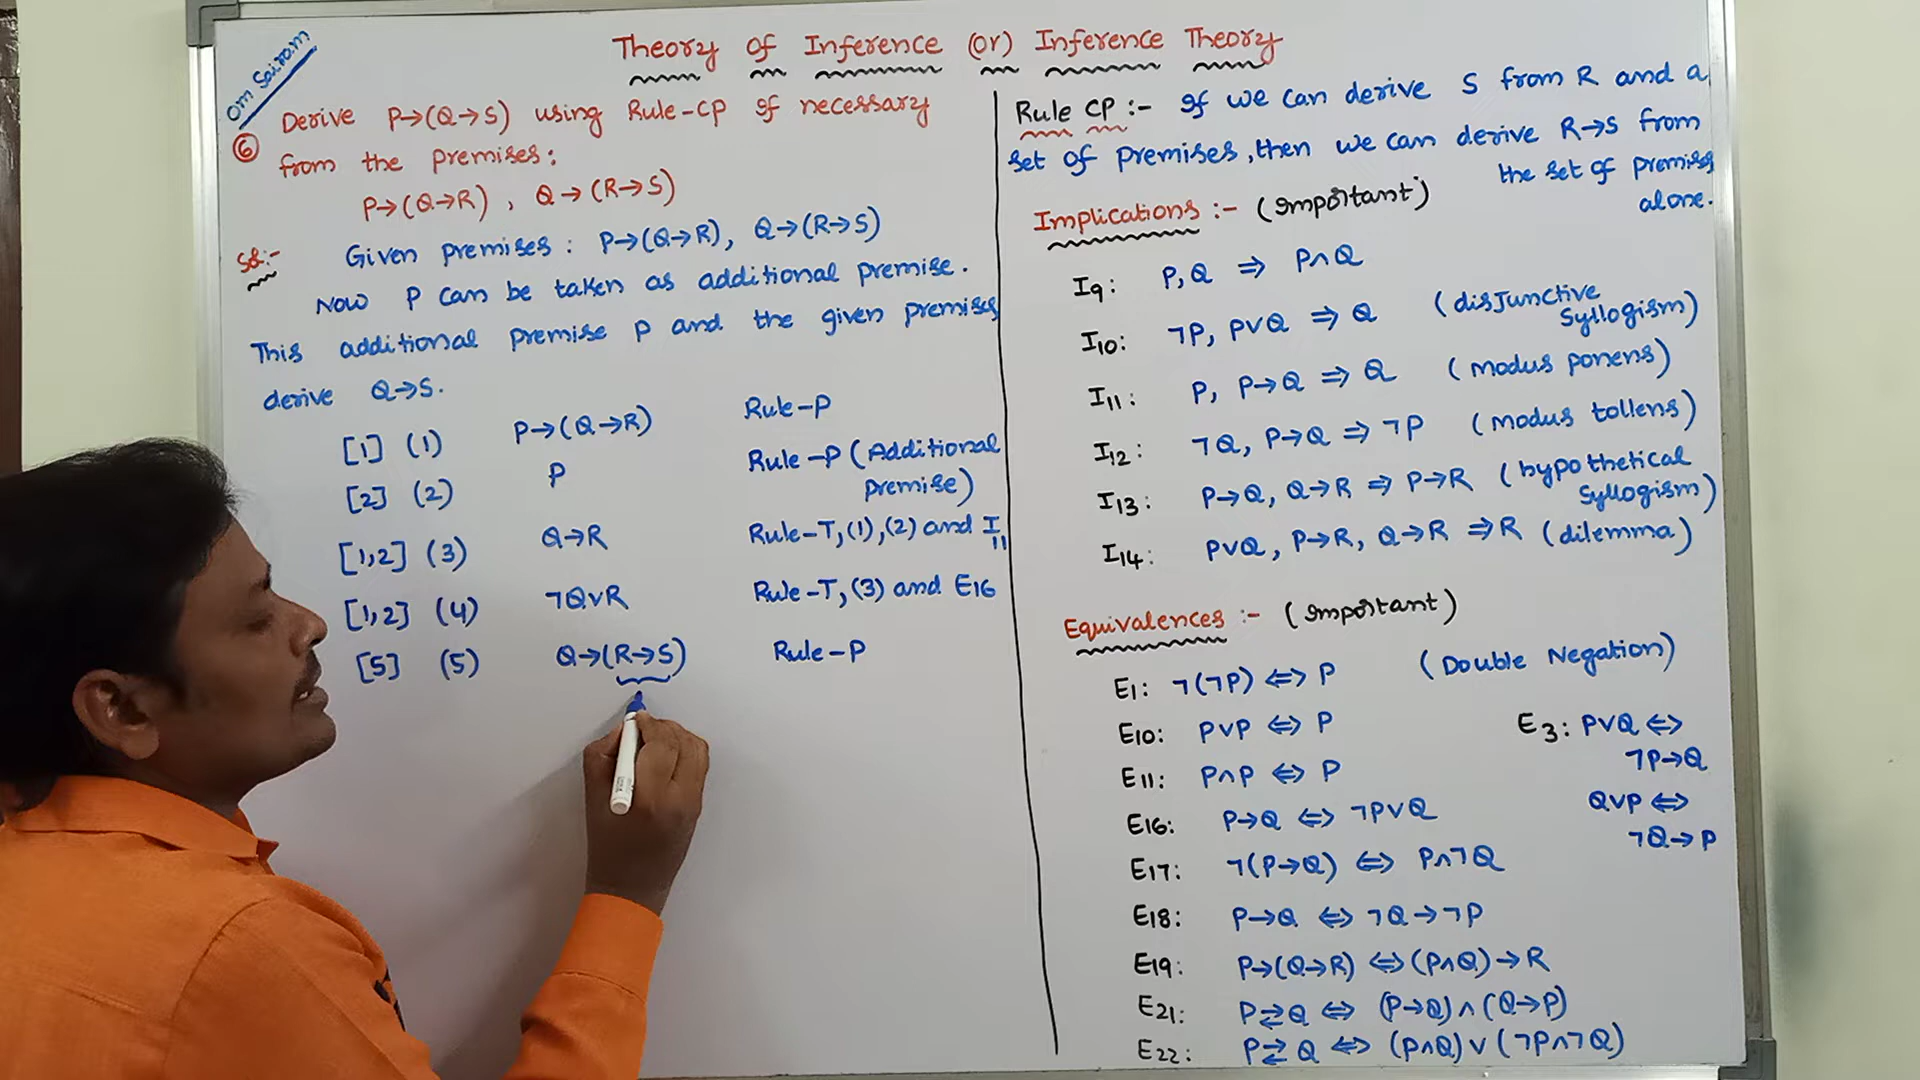 Om Sairam
Theory of Inference (or) Inference Theory
⑥ Derive P→(Q→S) using Rule-CP if necessary
from the premises:
P→(Q→R), Q→(R→S)
Sol:- Given premises: P→(Q→R), Q→(R→S)
Now P can be taken as additional premise.
This additional premise P and the given premises
derive Q→S.
[1] (1) P→(Q→R) Rule-P
[2] (2) P Rule-P (Additional
Premise)
[1,2] (3) Q→R Rule-T, (1), (2) and I11
[1,2] (4) ¬Q∨R Rule-T, (3) and E16
[5] (5) Q→(R→S) Rule-P
Rule CP:- If we can derive S from R and a
set of premises, then we can derive R→S from
the set of premises
alone.
Implications:- (Important)
I9: P, Q ⇒ P∧Q
I10: ¬P, P∨Q ⇒ Q (disjunctive
Syllogism)
I11: P, P→Q ⇒ Q (modus ponens)
I12: ¬Q, P→Q ⇒ ¬P (modus tollens)
I13: P→Q, Q→R ⇒ P→R (hypothetical
Syllogism)
I14: P∨Q, P→R, Q→R ⇒ R (dilemma)
Equivalences:- (Important)
E1: ¬(¬P) ⇔ P (Double Negation)
E10: P∨P ⇔ P
E11: P∧P ⇔ P
E16: P→Q ⇔ ¬P∨Q
E17: ¬(P→Q) ⇔ P∧¬Q
E18: P→Q ⇔ ¬Q→¬P
E19: P→(Q→R) ⇔ (P∧Q)→R
E21: P⇄Q ⇔ (P→Q)∧(Q→P)
E22: P⇄Q ⇔ (P∧Q)∨(¬P∧¬Q)
E3: P∨Q ⇔
¬P→Q
Q∨P ⇔
¬Q→P